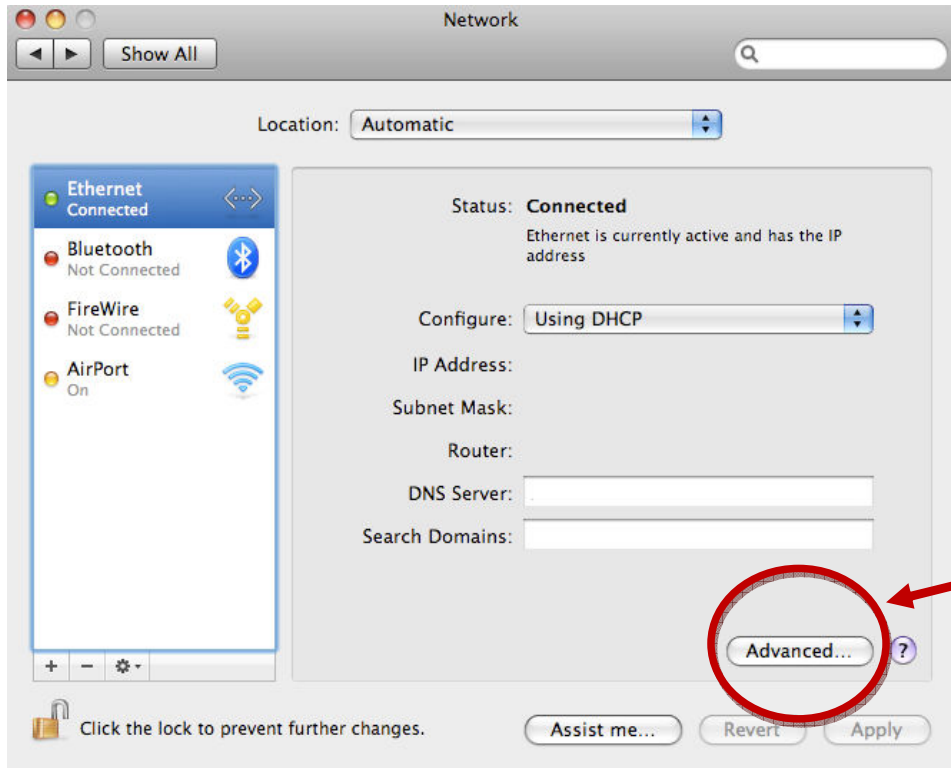 Network
Show All
Location: Automatic
Ethernet
Connected
Bluetooth
Not Connected
FireWire
Not Connected
AirPort
On
Status: Connected
Ethernet is currently active and has the IP
address
Configure: Using DHCP
IP Address:
Subnet Mask:
Router:
DNS Server:
Search Domains:
Advanced... ?
+ −
Click the lock to prevent further changes.
Assist me... Revert Apply